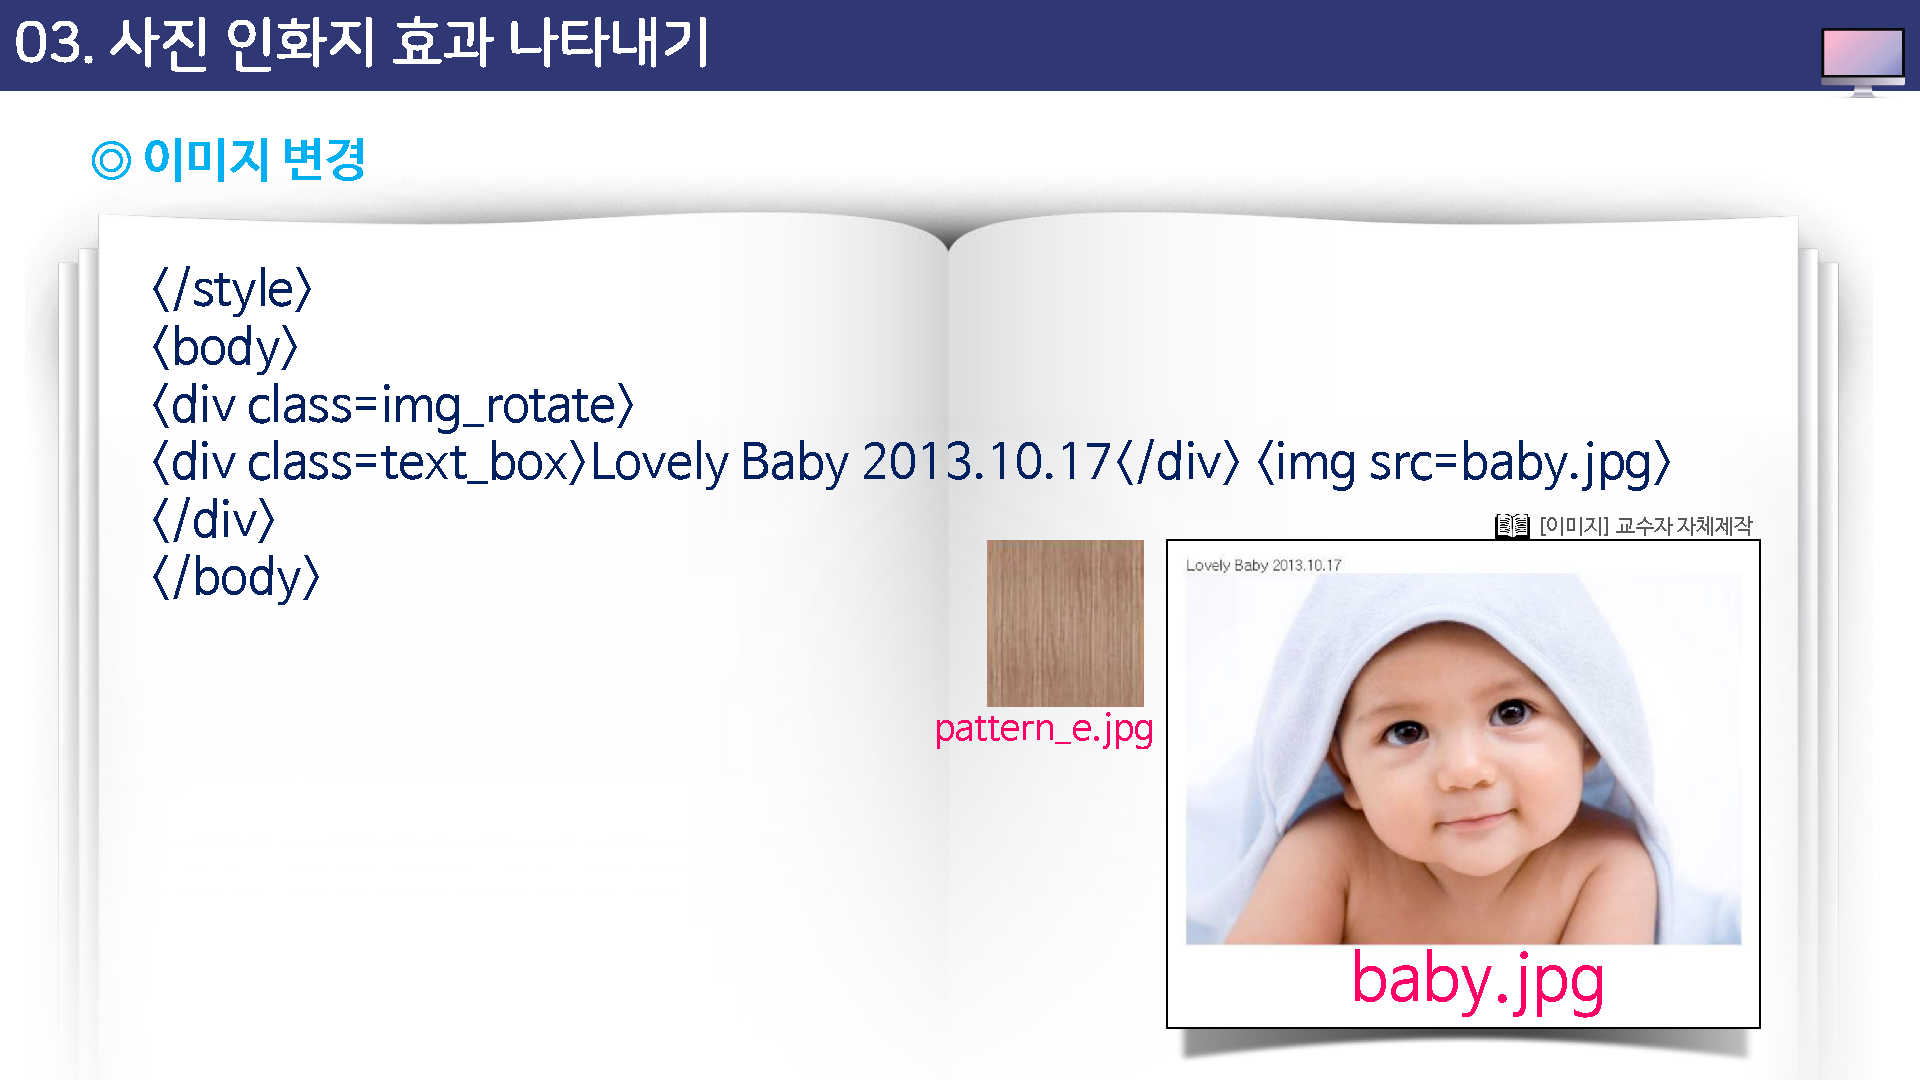 03. 사진 인화지 효과 나타내기
◎ 이미지 변경
</style>
<body>
<div class=img_rotate>
<div class=text_box>Lovely Baby 2013.10.17</div> <img src=baby.jpg>
</div>
</body>
[이미지] 교수자 자체제작
Lovely Baby 2013.10.17
pattern_e.jpg
baby.jpg